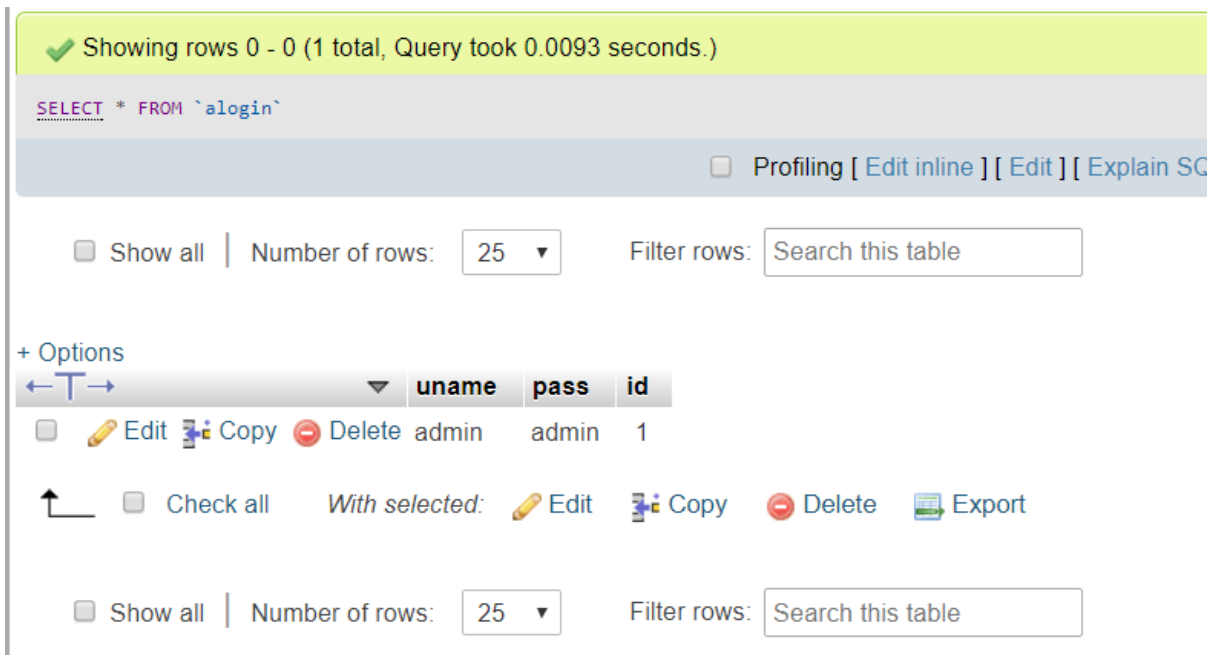 Showing rows 0 - 0 (1 total, Query took 0.0093 seconds.)
SELECT * FROM `alogin`
Profiling [ Edit inline ] [ Edit ] [ Explain SQ
Show all | Number of rows: 25 Filter rows: Search this table
+ Options
←T→ uname pass id
Edit Copy Delete admin admin 1
Check all With selected: Edit Copy Delete Export
Show all | Number of rows: 25 Filter rows: Search this table